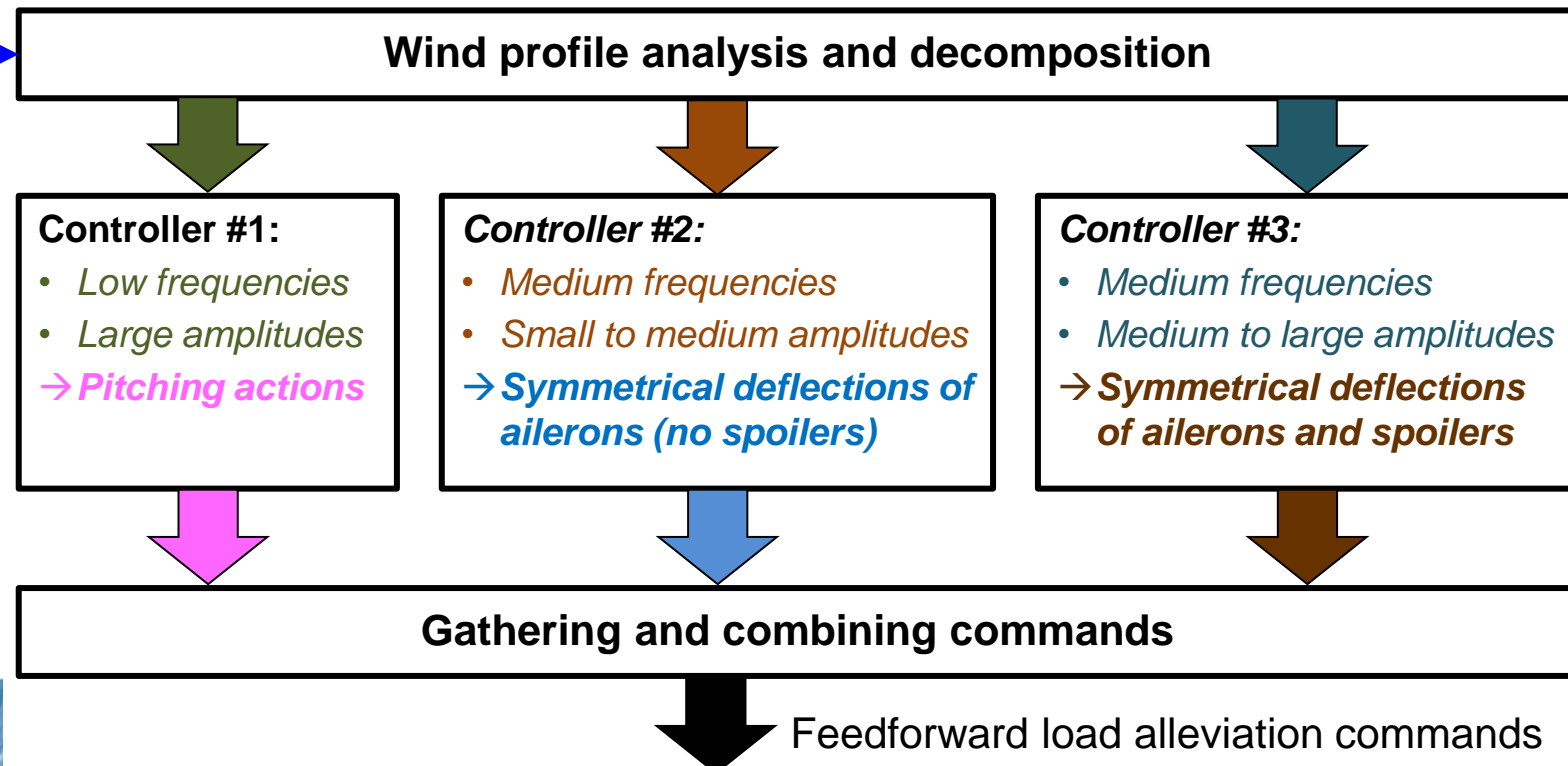 Wind profile analysis and decomposition
Controller #1:
• Low frequencies
• Large amplitudes
→ Pitching actions
Controller #2:
• Medium frequencies
• Small to medium amplitudes
→ Symmetrical deflections of
ailerons (no spoilers)
Controller #3:
• Medium frequencies
• Medium to large amplitudes
→ Symmetrical deflections
of ailerons and spoilers
Gathering and combining commands
Feedforward load alleviation commands